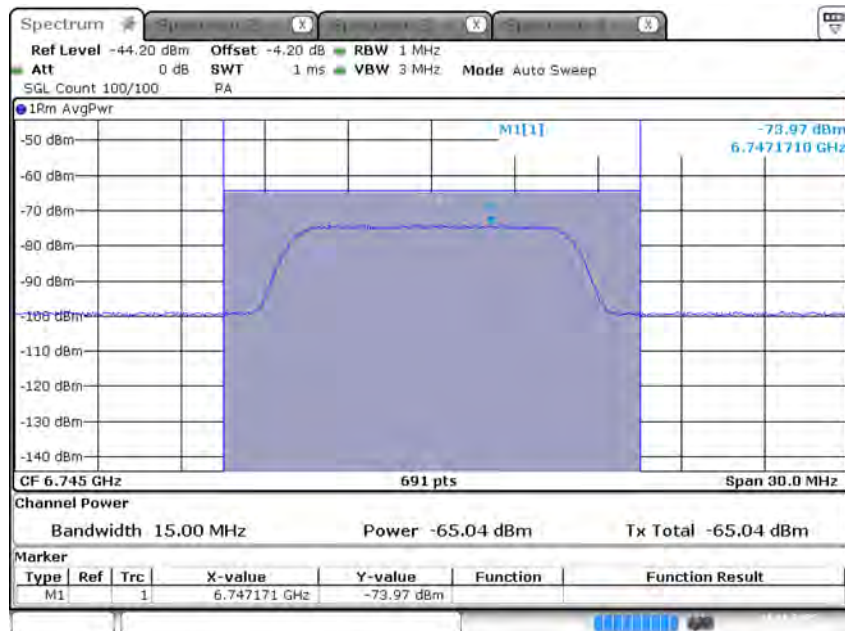 Spectrum
Spectrum
X
Spectrum
X
Spectrum
X
Ref Level -44.20 dBm Offset -4.20 dB RBW 1 MHz
Att 0 dB SWT 1 ms VBW 3 MHz Mode Auto Sweep
SGL Count 100/100 PA
1Rm AvgPwr
M1[1] -73.97 dBm
6.7471710 GHz
-50 dBm
-60 dBm
-70 dBm
-80 dBm
-90 dBm
-100 dBm
-110 dBm
-120 dBm
-130 dBm
-140 dBm
CF 6.745 GHz 691 pts Span 30.0 MHz
Channel Power
Bandwidth 15.00 MHz Power -65.04 dBm Tx Total -65.04 dBm
Marker
Type Ref Trc X-value Y-value Function Function Result
M1 1 6.747171 GHz -73.97 dBm